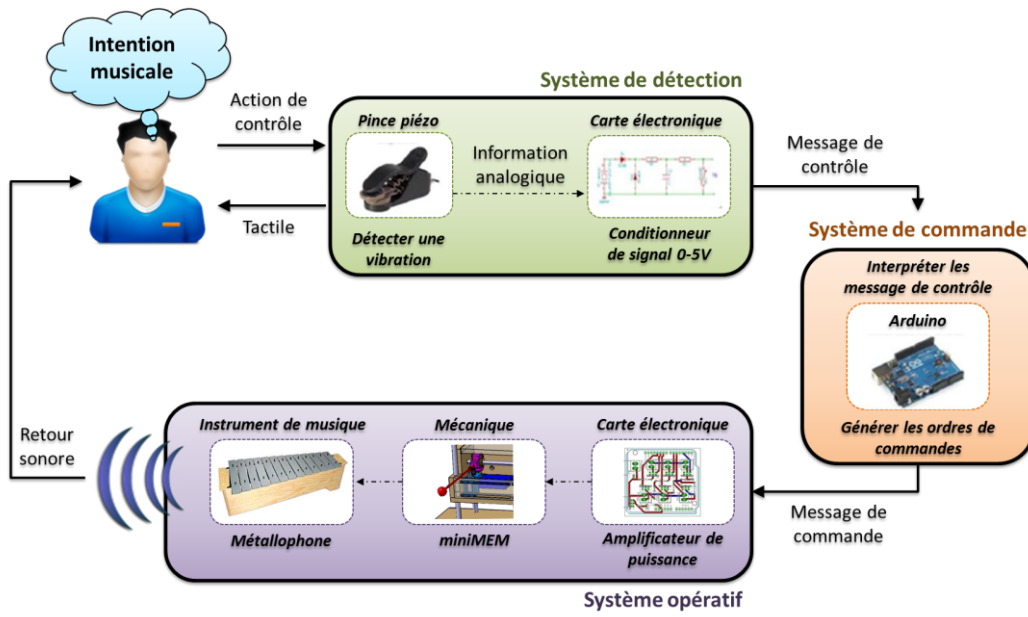 Intention
musicale
Action de
contrôle
Tactile
Système de détection
Pince piézo
Détecter une
vibration
Information
analogique
Carte électronique
Conditionneur
de signal 0-5V
Message de
contrôle
Système de commande
Interpréter les
message de contrôle
Arduino
Générer les ordres de
commandes
Message de
commande
Carte électronique
Amplificateur de
puissance
Mécanique
miniMEM
Instrument de musique
Métallophone
Système opératif
Retour
sonore